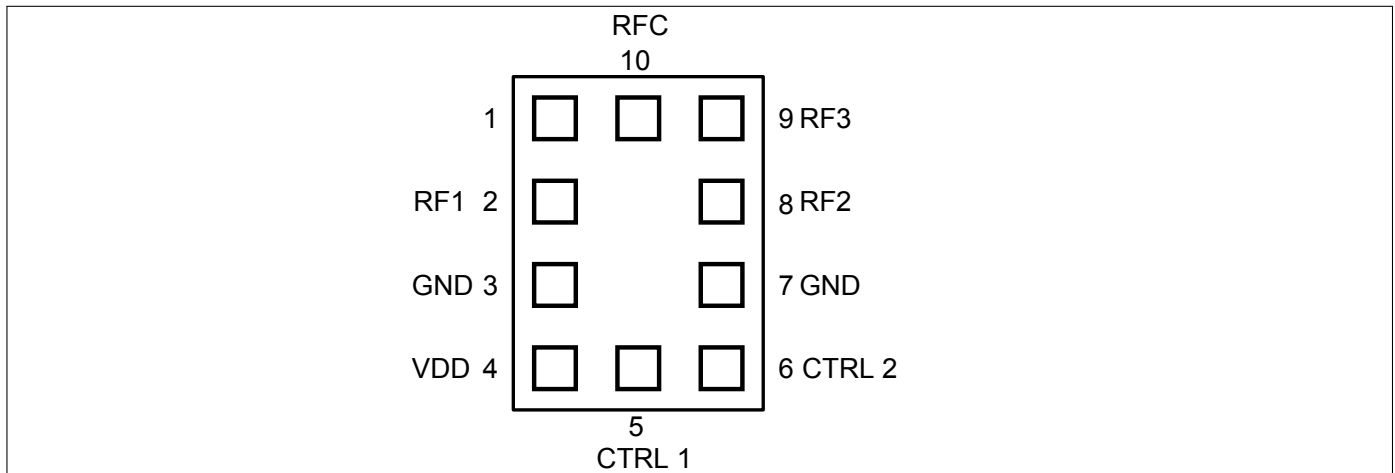 RFC
10
1
9 RF3
RF1 2
8 RF2
GND 3
7 GND
VDD 4
6 CTRL 2
5
CTRL 1